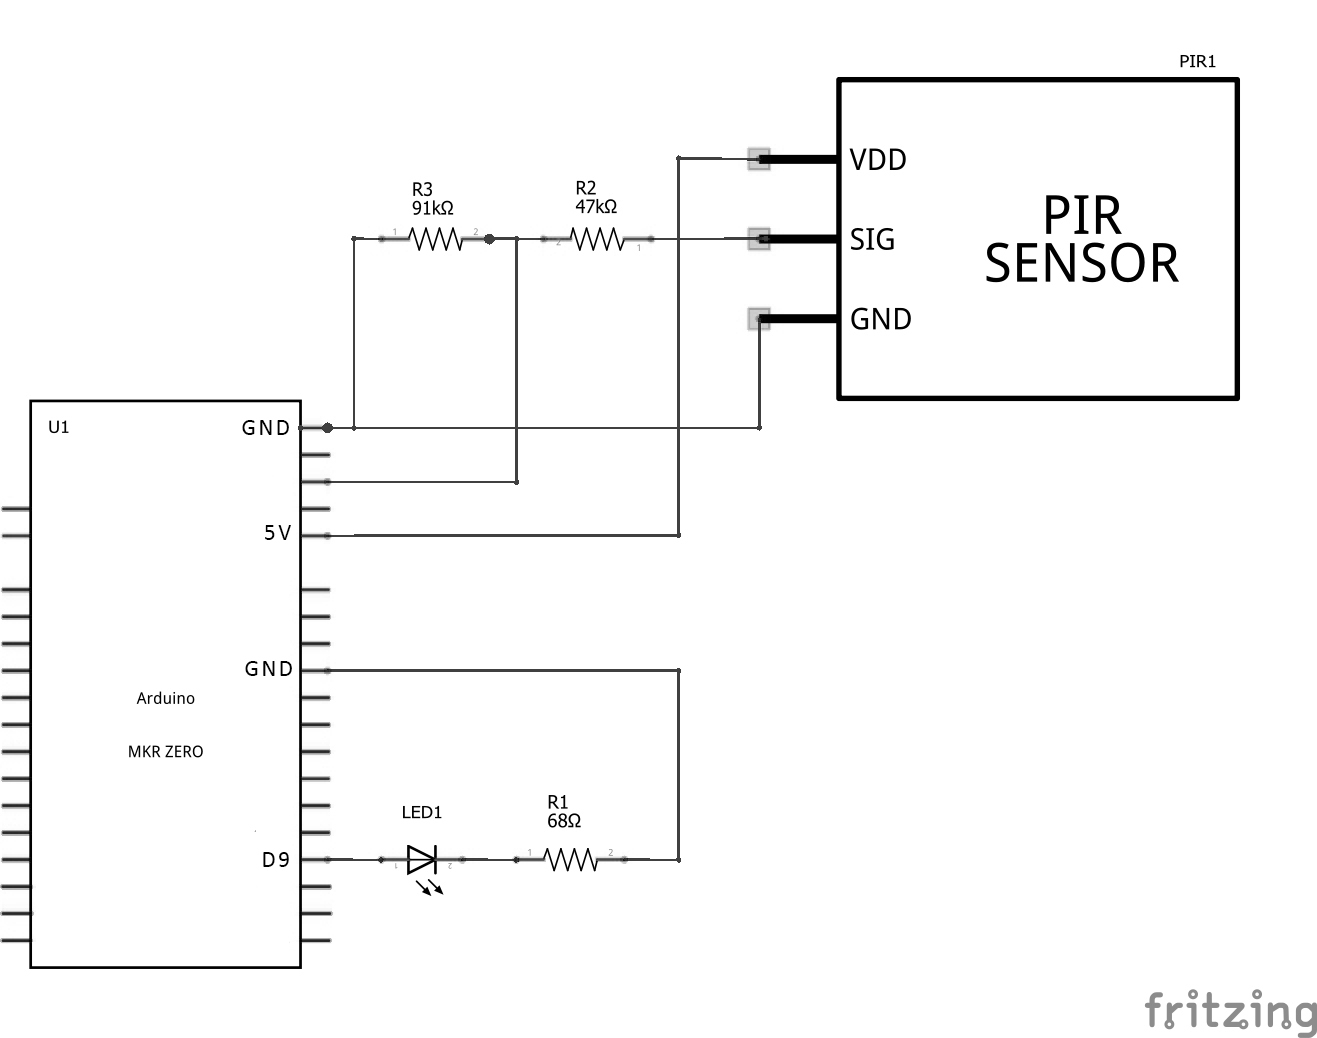 PIR1
VDD
R3
91kΩ
1
2
R2
47kΩ
2
1
SIG
PIR
SENSOR
GND
U1
GND
5V
GND
Arduino
MKR ZERO
LED1
R1
68Ω
D9
1
2
1
2
fritzing